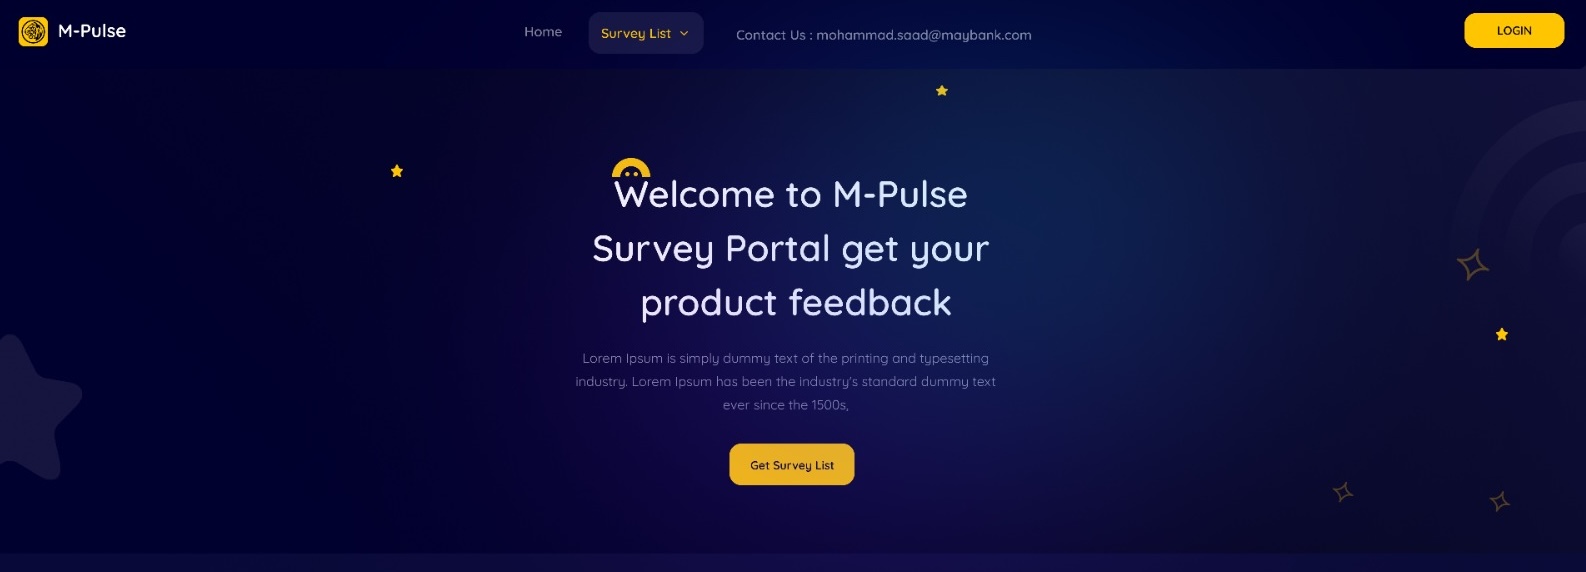 M-Pulse
Home
Survey List
Contact Us : mohammad.saad@maybank.com
LOGIN
Welcome to M-Pulse
Survey Portal get your
product feedback
Lorem Ipsum is simply dummy text of the printing and typesetting
industry. Lorem Ipsum has been the industry's standard dummy text
ever since the 1500s,
Get Survey List